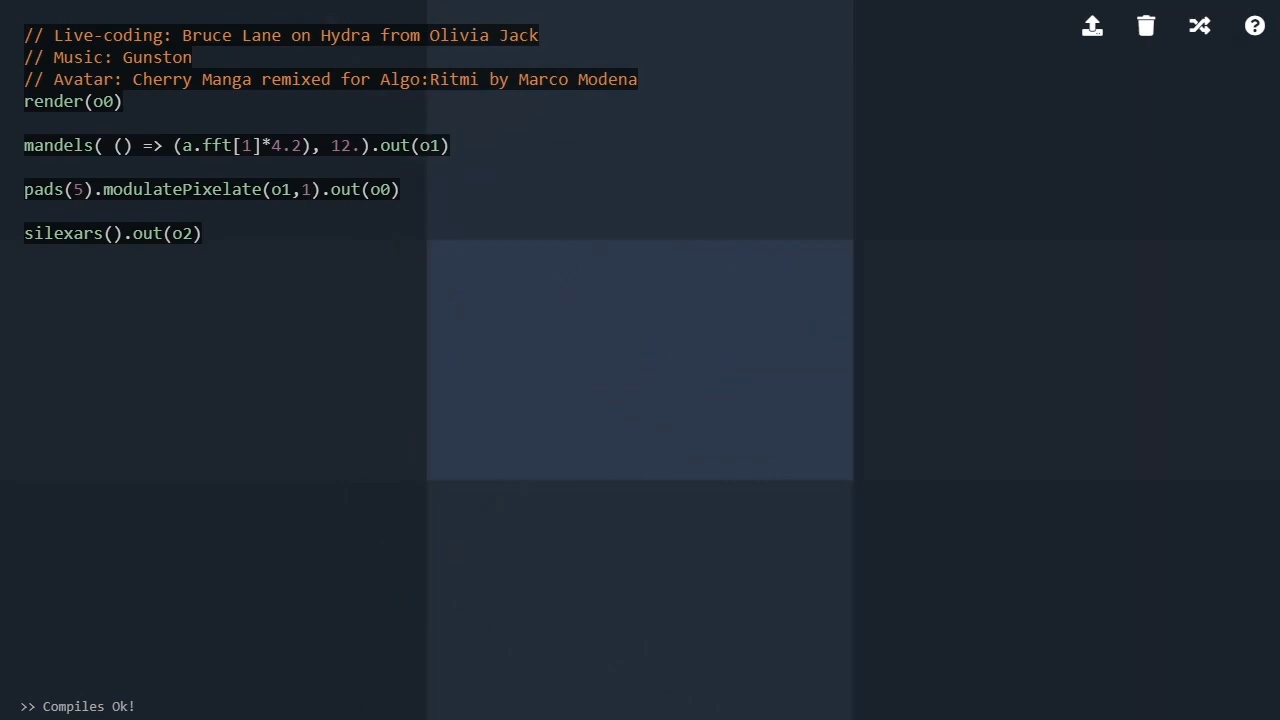 // Live-coding: Bruce Lane on Hydra from Olivia Jack
// Music: Gunston
// Avatar: Cherry Manga remixed for Algo:Ritmi by Marco Modena
render(o0)
mandels( () => (a.fft[1]*4.2), 12.).out(o1)
pads(5).modulatePixelate(o1,1).out(o0)
silexars().out(o2)
>> Compiles Ok!